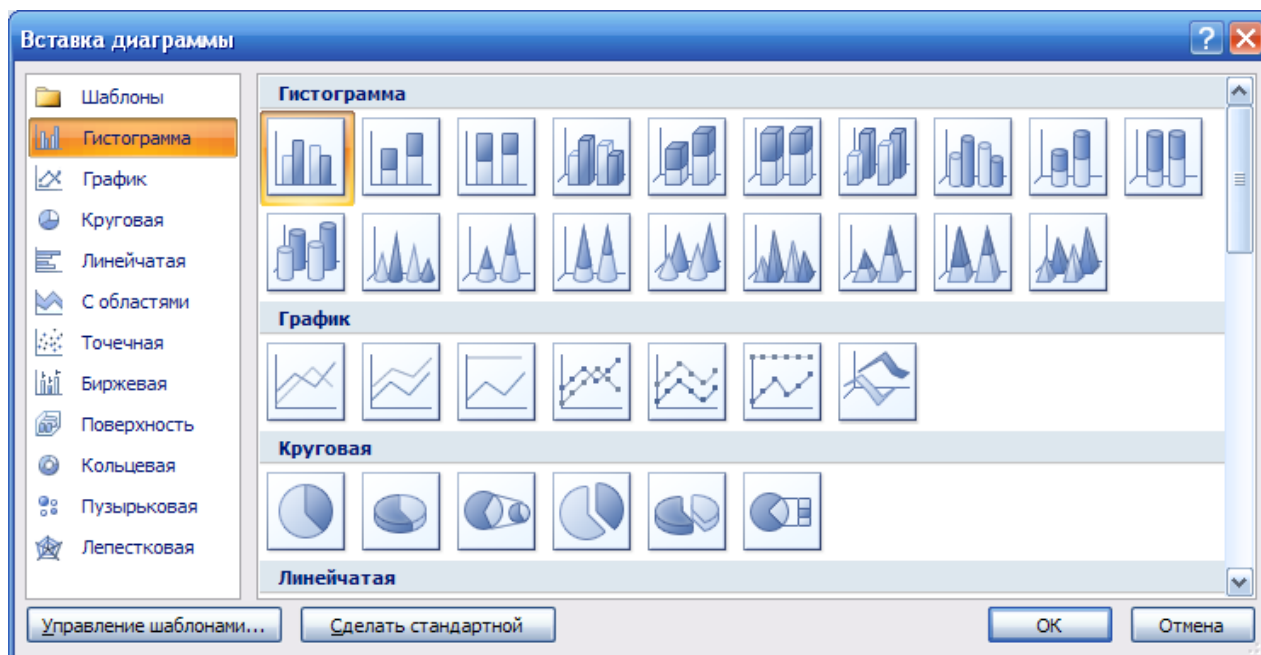 Вставка диаграммы
Шаблоны
Гистограмма
График
Круговая
Линейчатая
С областями
Точечная
Биржевая
Поверхность
Кольцевая
Пузырьковая
Лепестковая
Гистограмма
График
Круговая
Линейчатая
Управление шаблонами...
Сделать стандартной
ОК
Отмена